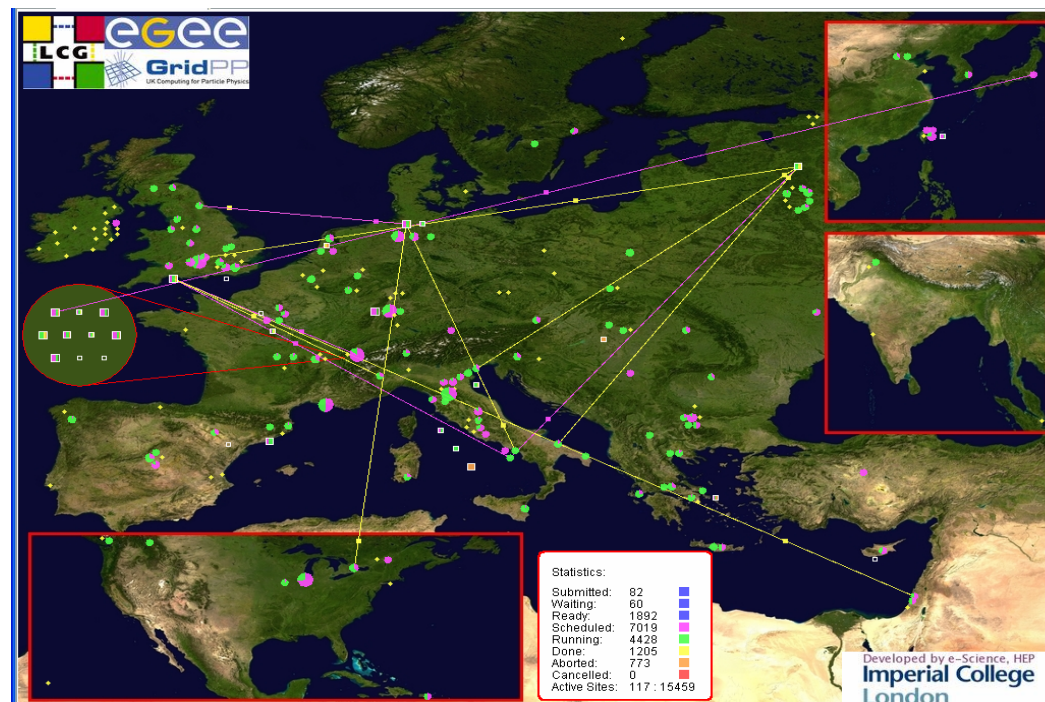 LCG
eGee
GridPP
UK Computing for Particle Physics
Statistics:
Submitted: 82
Waiting: 60
Ready: 1892
Scheduled: 7019
Running: 4428
Done: 1205
Aborted: 773
Cancelled: 0
Active Sites: 117 : 15459
Developed by e-Science, HEP
Imperial College
London